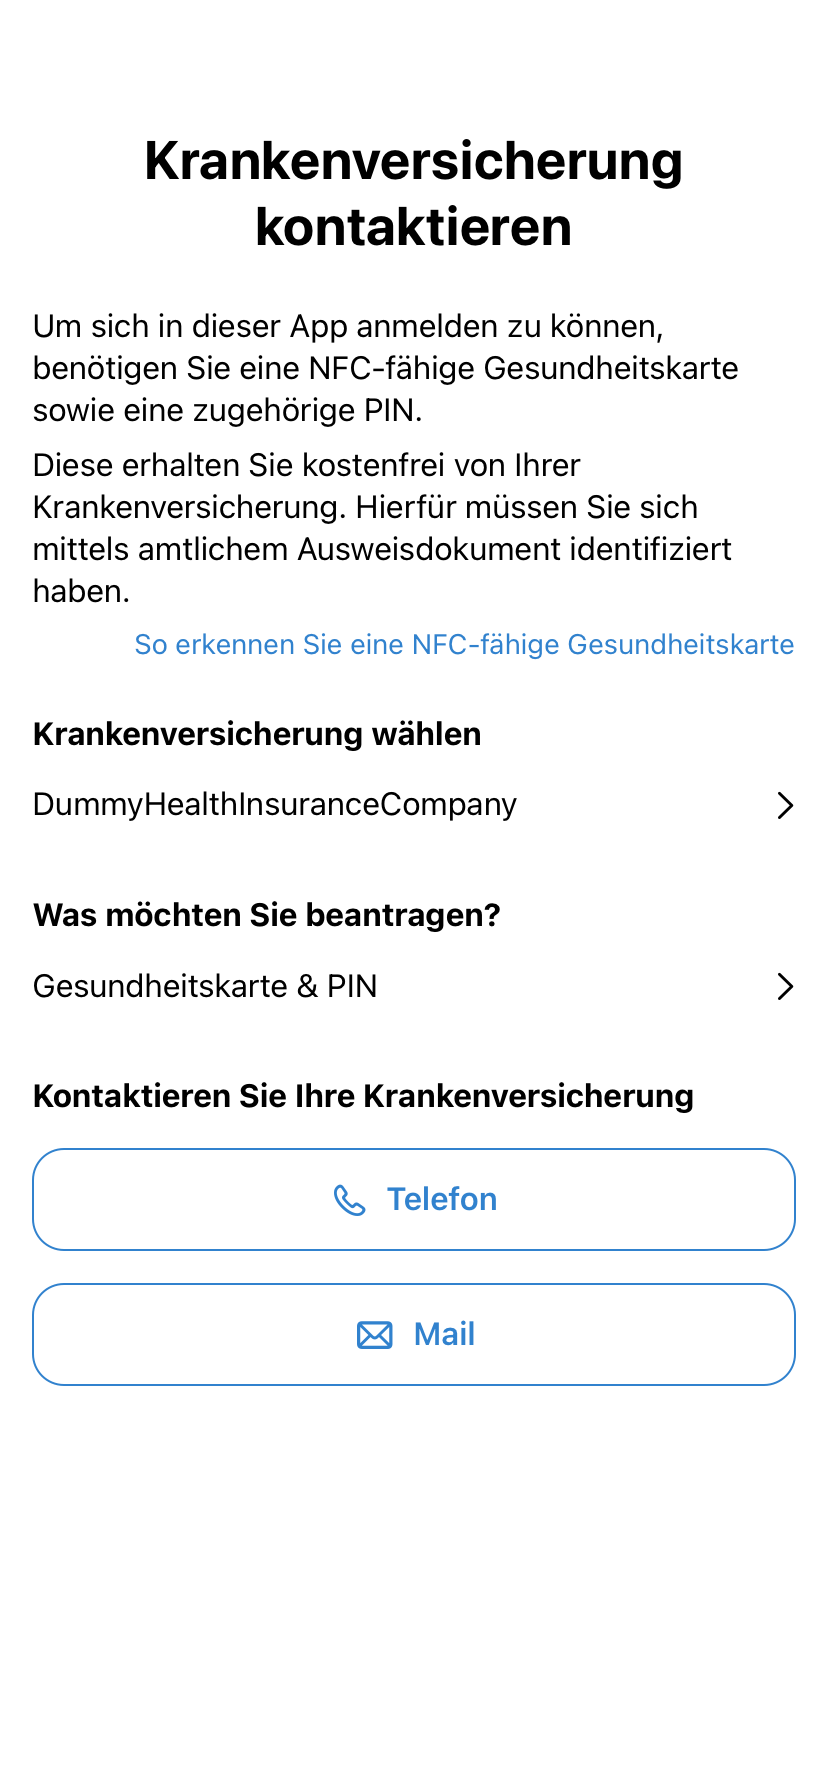 Krankenversicherung
kontaktieren
Um sich in dieser App anmelden zu können,
benötigen Sie eine NFC-fähige Gesundheitskarte
sowie eine zugehörige PIN.
Diese erhalten Sie kostenfrei von Ihrer
Krankenversicherung. Hierfür müssen Sie sich
mittels amtlichem Ausweisdokument identifiziert
haben.
So erkennen Sie eine NFC-fähige Gesundheitskarte
Krankenversicherung wählen
DummyHealthInsuranceCompany
Was möchten Sie beantragen?
Gesundheitskarte & PIN
Kontaktieren Sie Ihre Krankenversicherung
Telefon
Mail